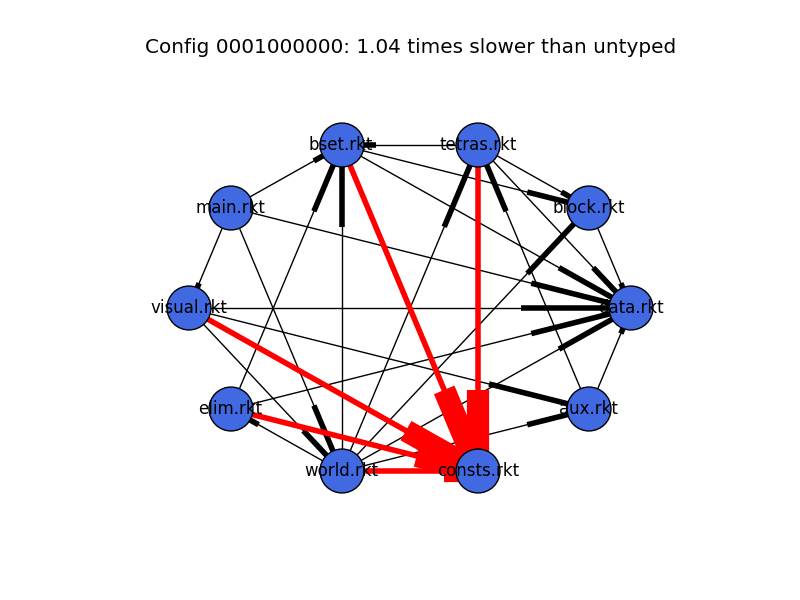 Config 0001000000: 1.04 times slower than untyped
bset.rkt
tetras.rkt
main.rkt
block.rkt
visual.rkt
data.rkt
elim.rkt
aux.rkt
world.rkt
consts.rkt